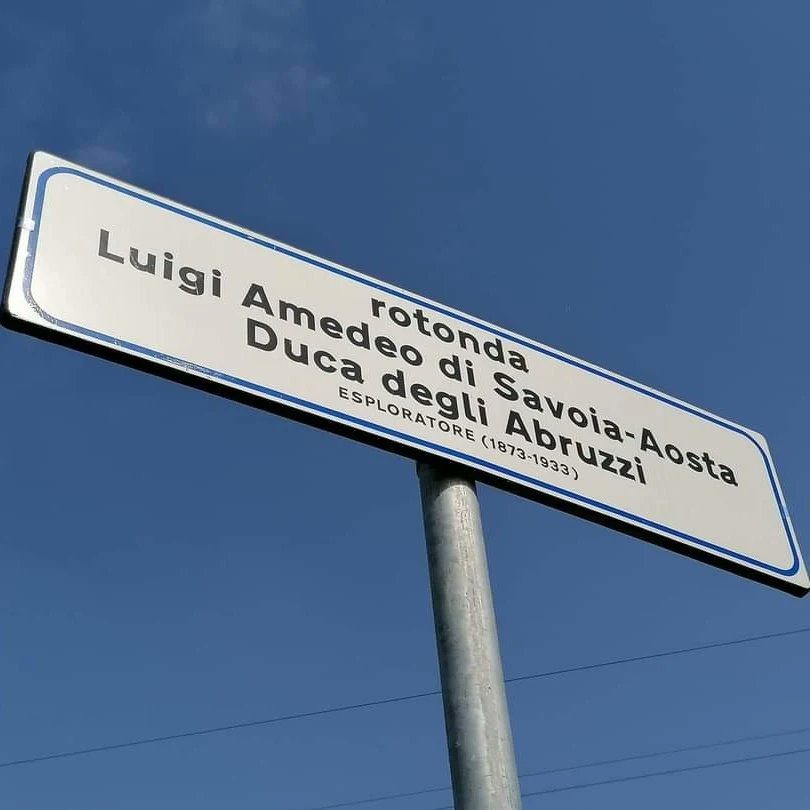 rotonda
Luigi Amedeo di Savoia-Aosta
Duca degli Abruzzi
ESPLORATORE (1873-1933)